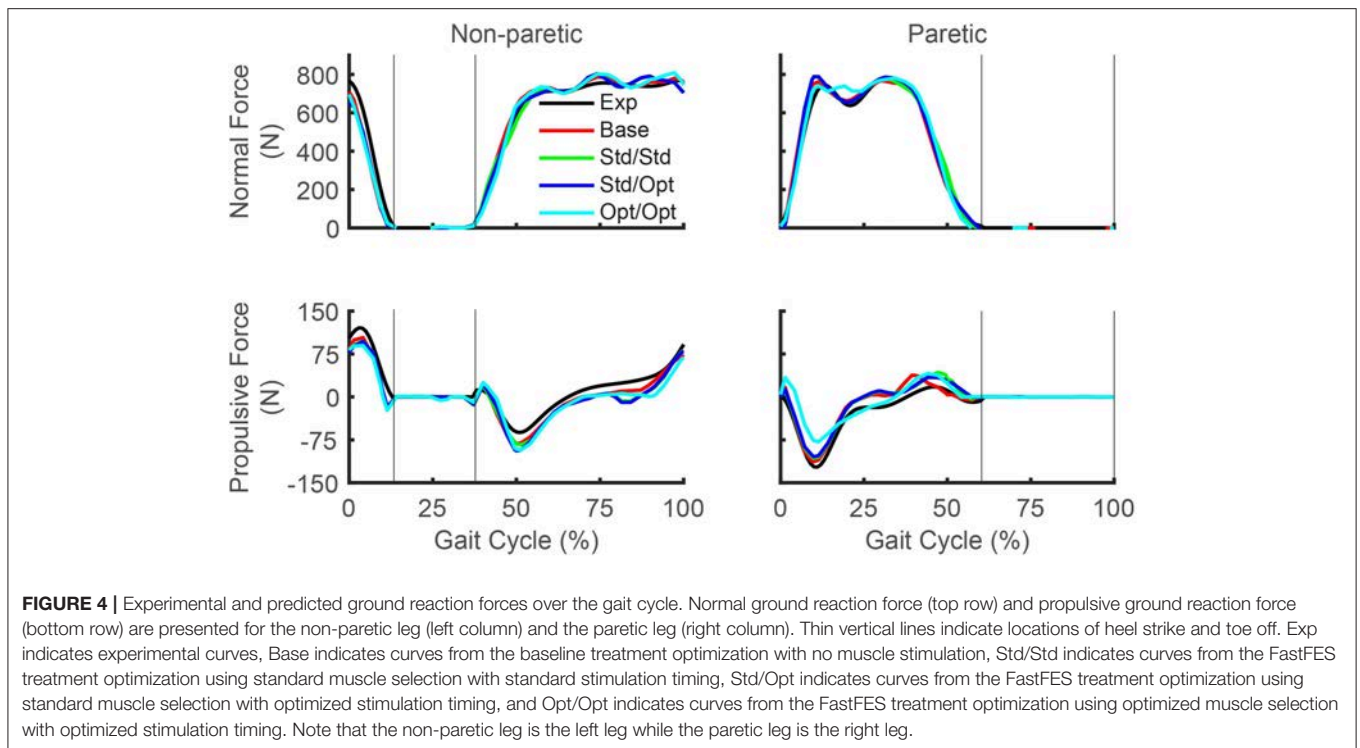 Non-paretic
Paretic
Normal Force
(N)
800
600
400
200
0
Exp
Base
Std/Std
Std/Opt
Opt/Opt
Propulsive Force
(N)
150
75
0
-75
-150
0
25
50
75
100
Gait Cycle (%)
0
25
50
75
100
Gait Cycle (%)
FIGURE 4 | Experimental and predicted ground reaction forces over the gait cycle. Normal ground reaction force (top row) and propulsive ground reaction force
(bottom row) are presented for the non-paretic leg (left column) and the paretic leg (right column). Thin vertical lines indicate locations of heel strike and toe off. Exp
indicates experimental curves, Base indicates curves from the baseline treatment optimization with no muscle stimulation, Std/Std indicates curves from the FastFES
treatment optimization using standard muscle selection with standard stimulation timing, Std/Opt indicates curves from the FastFES treatment optimization using
standard muscle selection with optimized stimulation timing, and Opt/Opt indicates curves from the FastFES treatment optimization using optimized muscle selection
with optimized stimulation timing. Note that the non-paretic leg is the left leg while the paretic leg is the right leg.